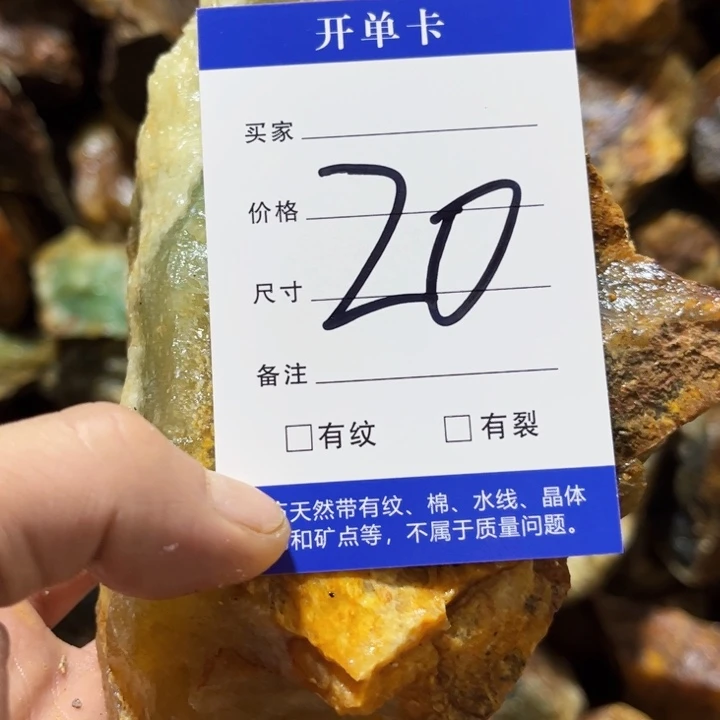 开单卡
买家
价格
20
尺寸
备注
有纹 有裂
天然带有纹、棉、水线、晶体
和矿点等，不属于质量问题。